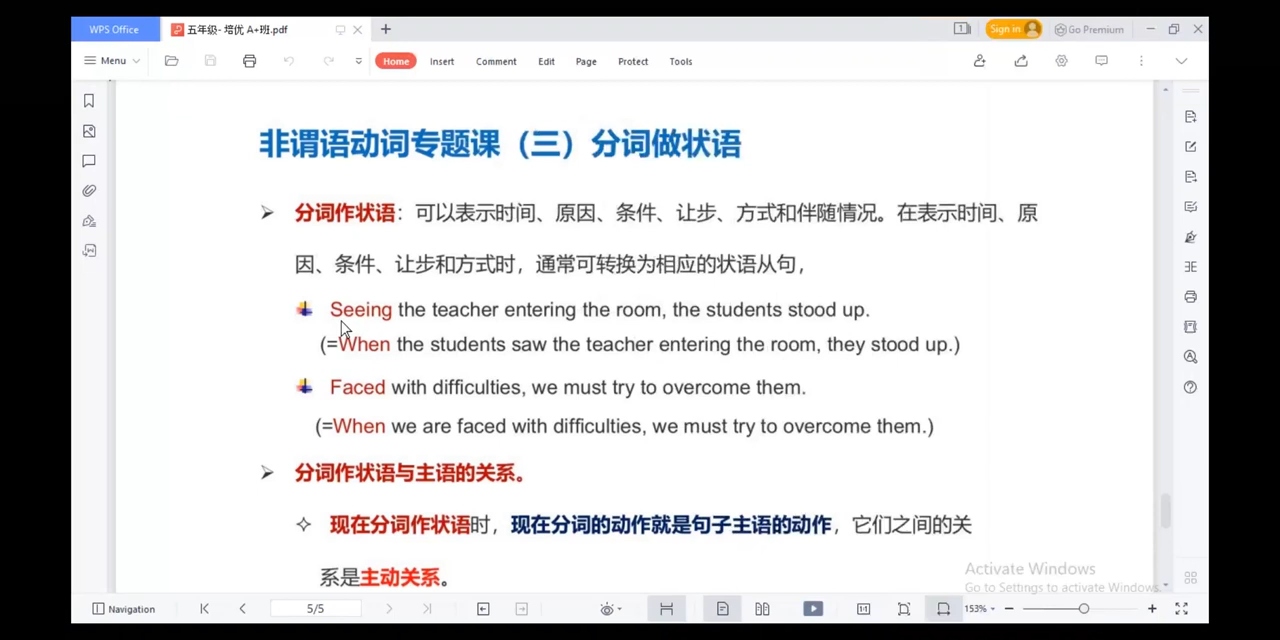 WPS Office
五年级- 培优 A+班.pdf
Sign in
Go Premium
Menu
Home
Insert
Comment
Edit
Page
Protect
Tools
非谓语动词专题课（三）分词做状语
分词作状语：可以表示时间、原因、条件、让步、方式和伴随情况。在表示时间、原
因、条件、让步和方式时，通常可转换为相应的状语从句，
Seeing the teacher entering the room, the students stood up.
(=When the students saw the teacher entering the room, they stood up.)
Faced with difficulties, we must try to overcome them.
(=When we are faced with difficulties, we must try to overcome them.)
分词作状语与主语的关系。
现在分词作状语时，现在分词的动作就是句子主语的动作，它们之间的关
系是主动关系。
Activate Windows
Go to Settings to activate Windows.
Navigation
5/5
153%